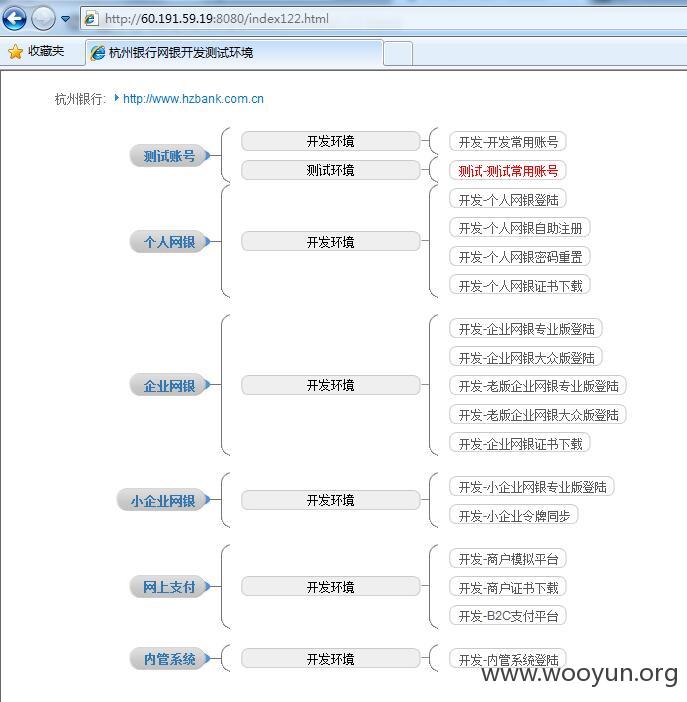 http://60.191.59.19:8080/index122.html
收藏夹
杭州银行网银开发测试环境
杭州银行: http://www.hzbank.com.cn
测试账号
开发环境
开发-开发常用账号
测试环境
测试-测试常用账号
个人网银
开发环境
开发-个人网银登陆
开发-个人网银自助注册
开发-个人网银密码重置
开发-个人网银证书下载
企业网银
开发环境
开发-企业网银专业版登陆
开发-企业网银大众版登陆
开发-老版企业网银专业版登陆
开发-老版企业网银大众版登陆
开发-企业网银证书下载
小企业网银
开发环境
开发-小企业网银专业版登陆
开发-小企业令牌同步
网上支付
开发环境
开发-商户模拟平台
开发-商户证书下载
开发-B2C支付平台
内管系统
开发环境
开发-内管系统登陆
www.wooyun.org